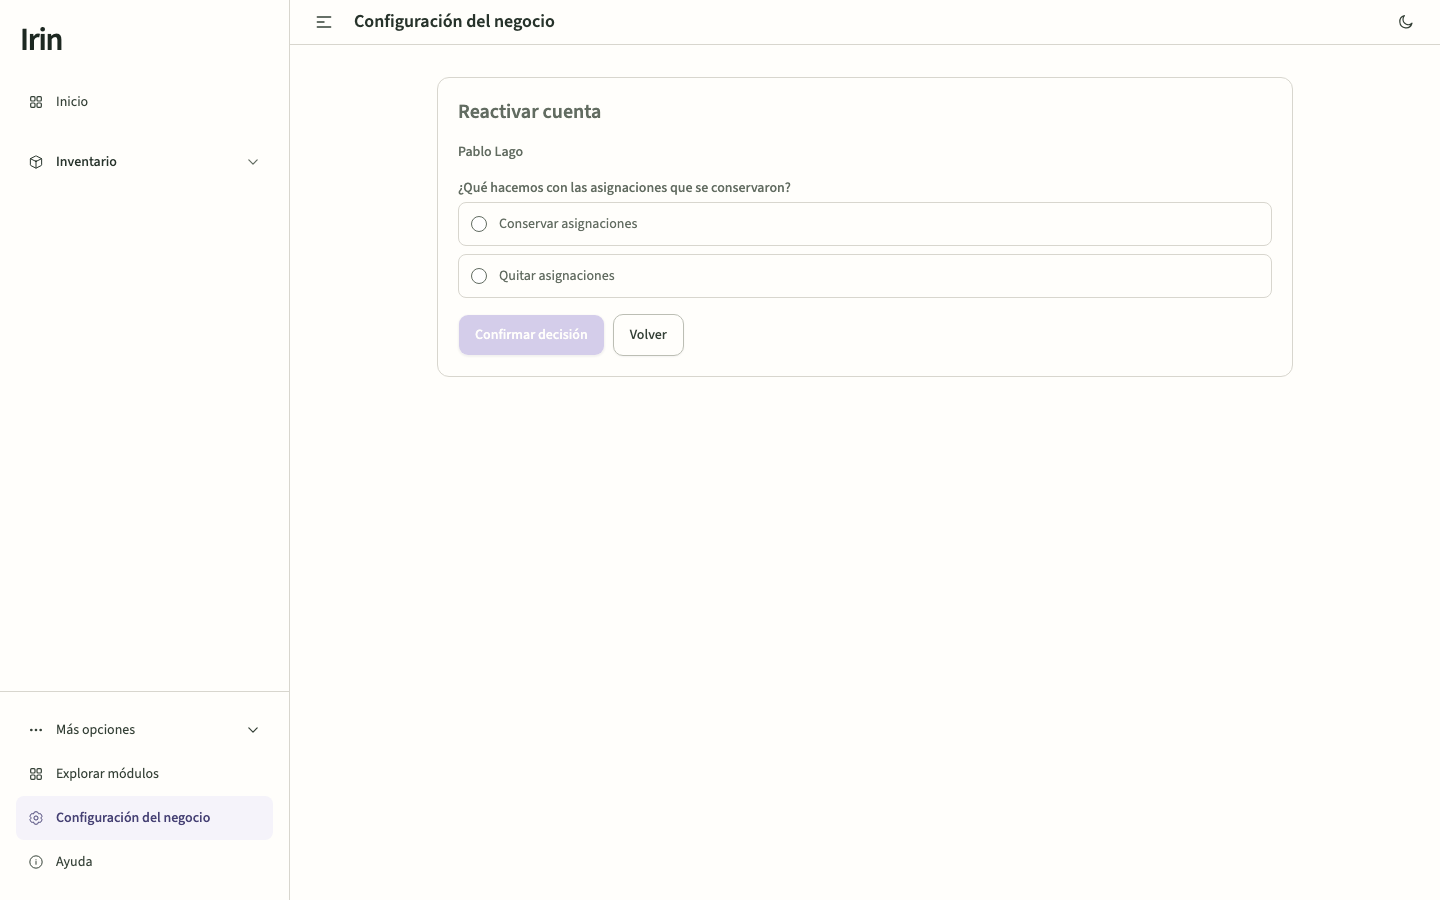 Irin
Inicio
Inventario
Más opciones
Explorar módulos
Configuración del negocio
Ayuda
Configuración del negocio
Reactivar cuenta
Pablo Lago
¿Qué hacemos con las asignaciones que se conservaron?
Conservar asignaciones
Quitar asignaciones
Confirmar decisión
Volver